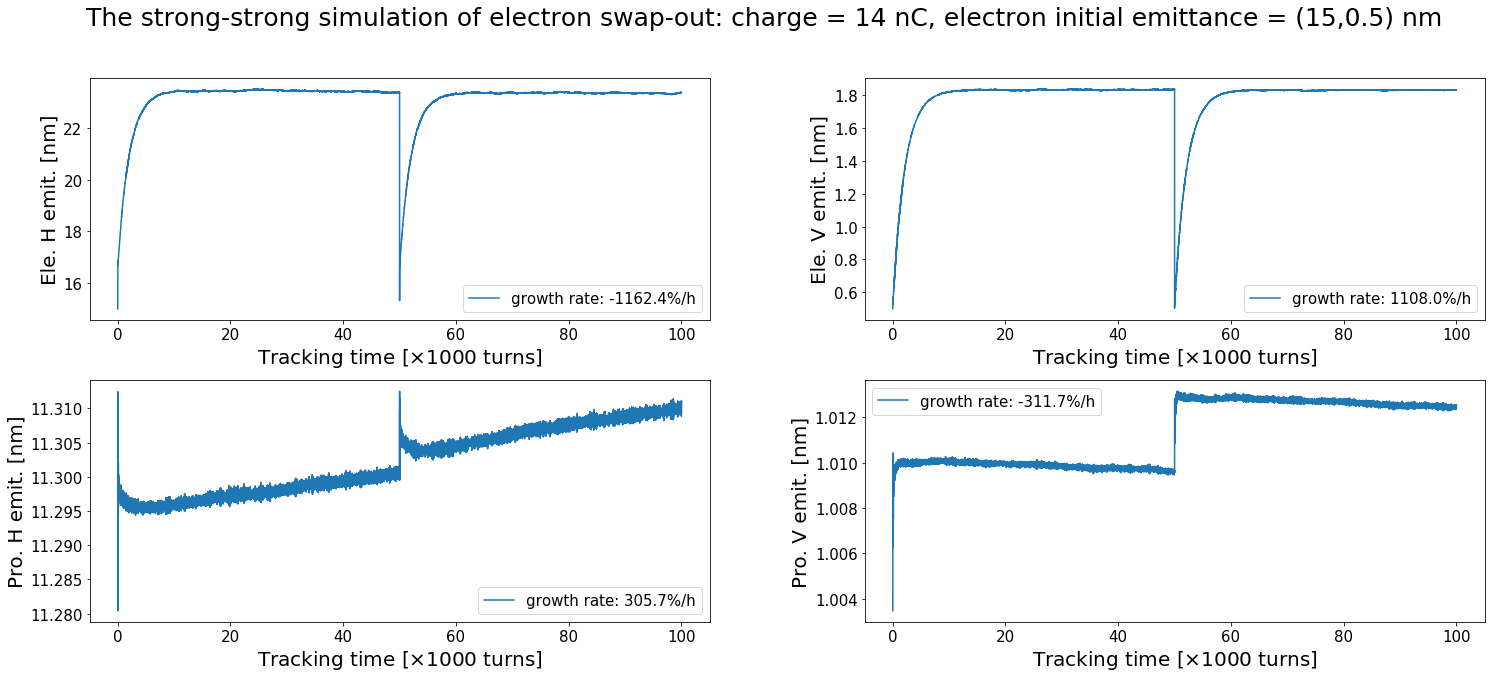 The strong-strong simulation of electron swap-out: charge = 14 nC, electron initial emittance = (15,0.5) nm
Ele. H emit. [nm]
22
20
18
16
growth rate: -1162.4%/h
0 20 40 60 80 100
Tracking time [×1000 turns]
Ele. V emit. [nm]
1.8
1.6
1.4
1.2
1.0
0.8
0.6
growth rate: 1108.0%/h
0 20 40 60 80 100
Tracking time [×1000 turns]
Pro. H emit. [nm]
11.310
11.305
11.300
11.295
11.290
11.285
11.280
growth rate: 305.7%/h
0 20 40 60 80 100
Tracking time [×1000 turns]
Pro. V emit. [nm]
growth rate: -311.7%/h
1.012
1.010
1.008
1.006
1.004
0 20 40 60 80 100
Tracking time [×1000 turns]